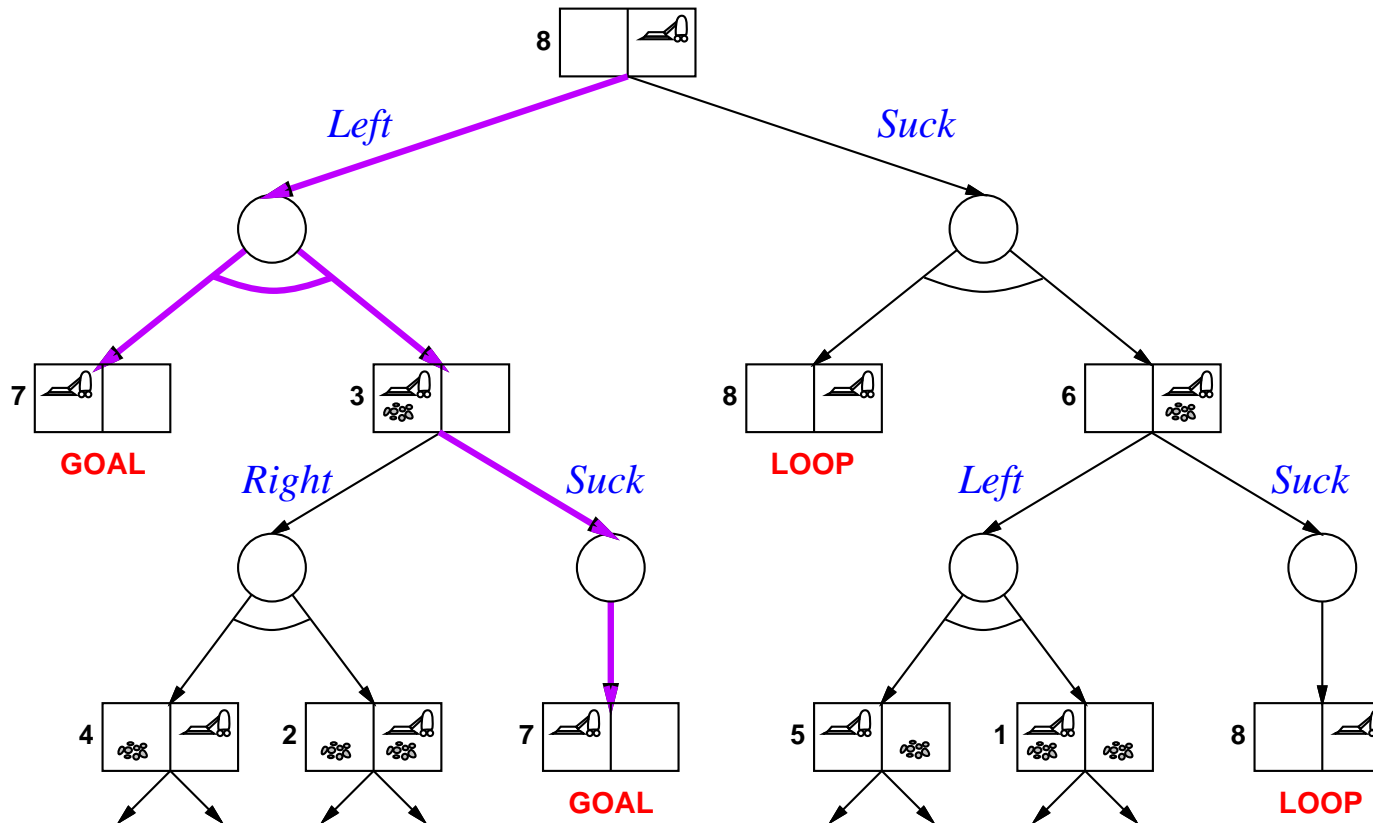 8
Left Suck
7 3 8 6
GOAL LOOP
Right Suck Left Suck
4 2 7 5 1 8
GOAL LOOP